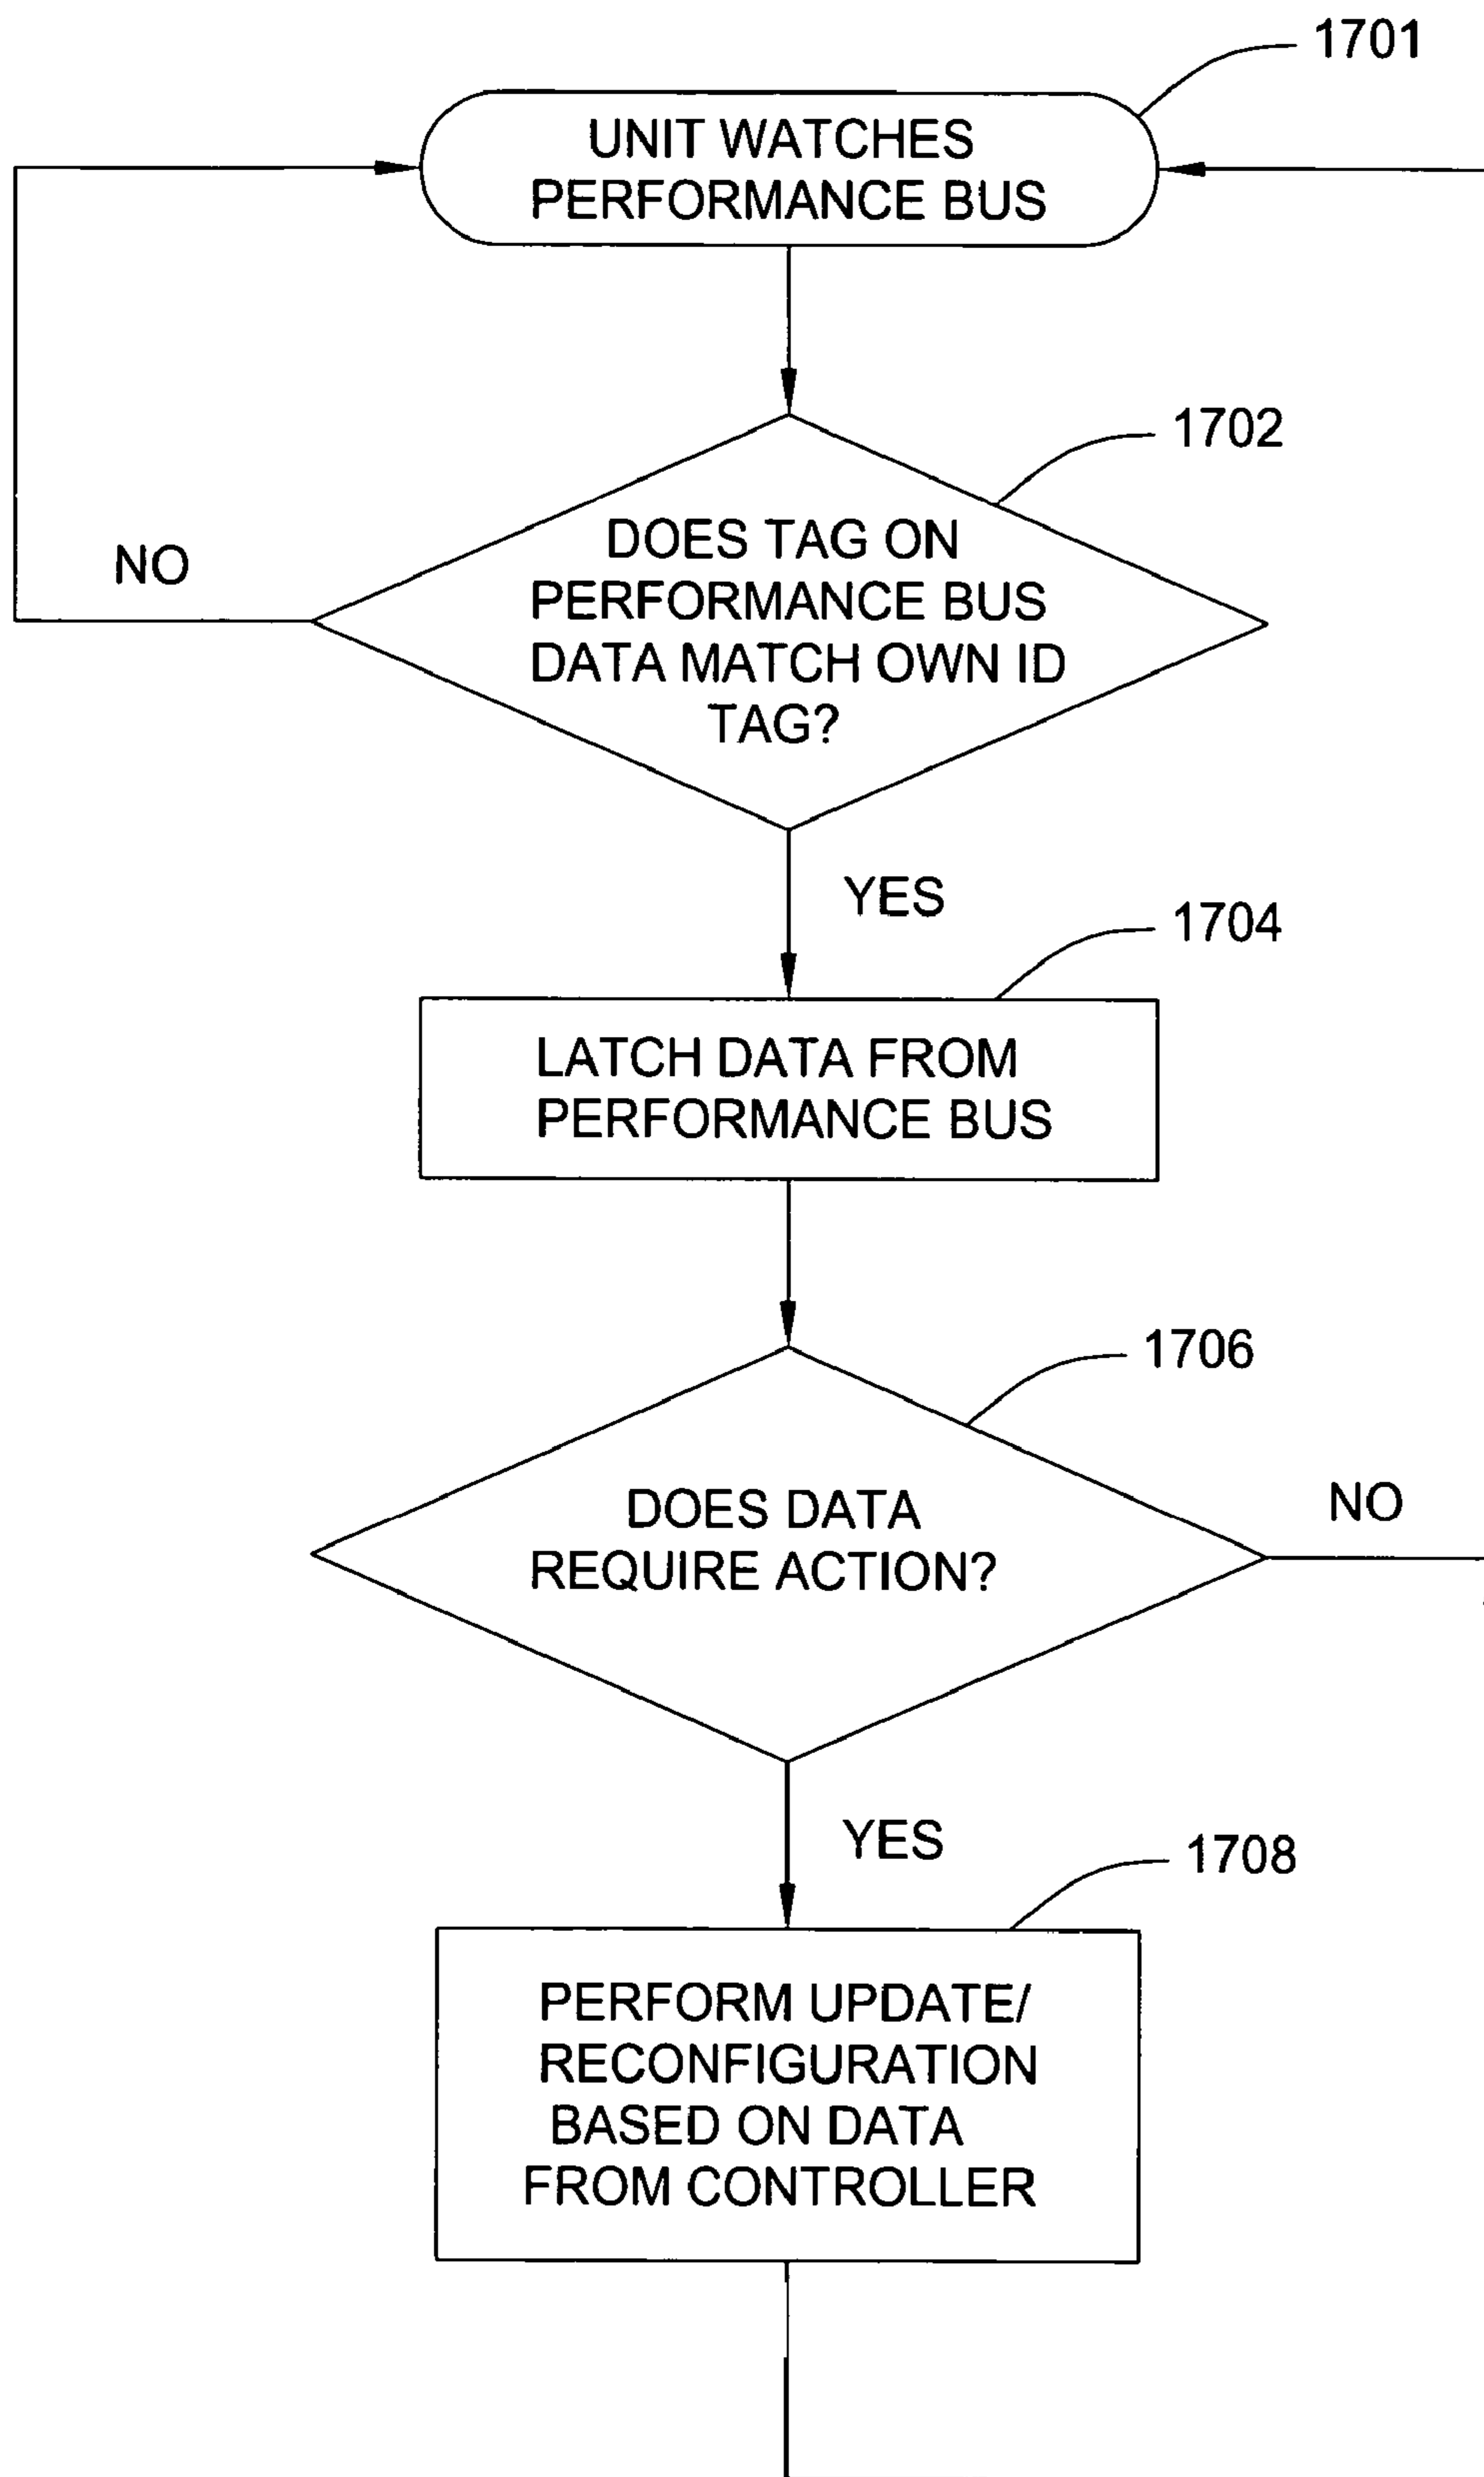 1701
UNIT WATCHES
PERFORMANCE BUS
1702
DOES TAG ON
PERFORMANCE BUS
DATA MATCH OWN ID
TAG?
NO
YES
1704
LATCH DATA FROM
PERFORMANCE BUS
1706
DOES DATA
REQUIRE ACTION?
NO
YES
1708
PERFORM UPDATE/
RECONFIGURATION
BASED ON DATA
FROM CONTROLLER